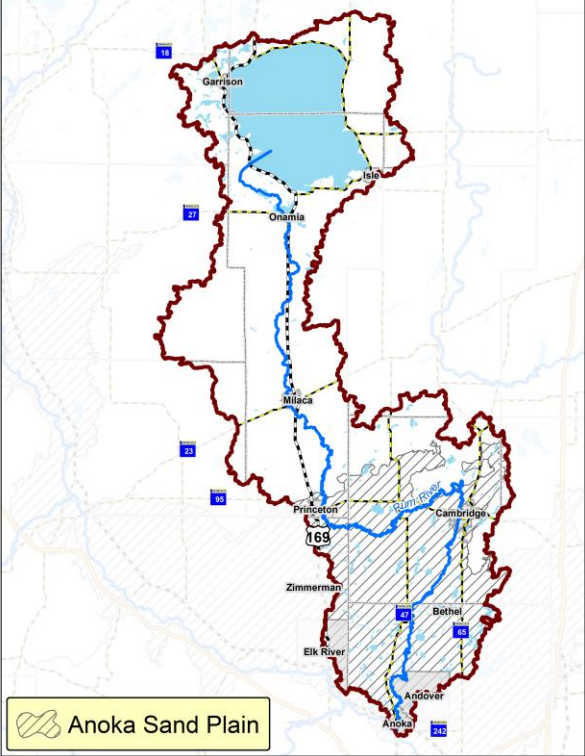 18
Garrison
Isle
27
Onamia
Milaca
23
95
Princeton
Rum River
Cambridge
169
Zimmerman
47
Bethel
65
Elk River
Andover
Anoka
242
Anoka Sand Plain